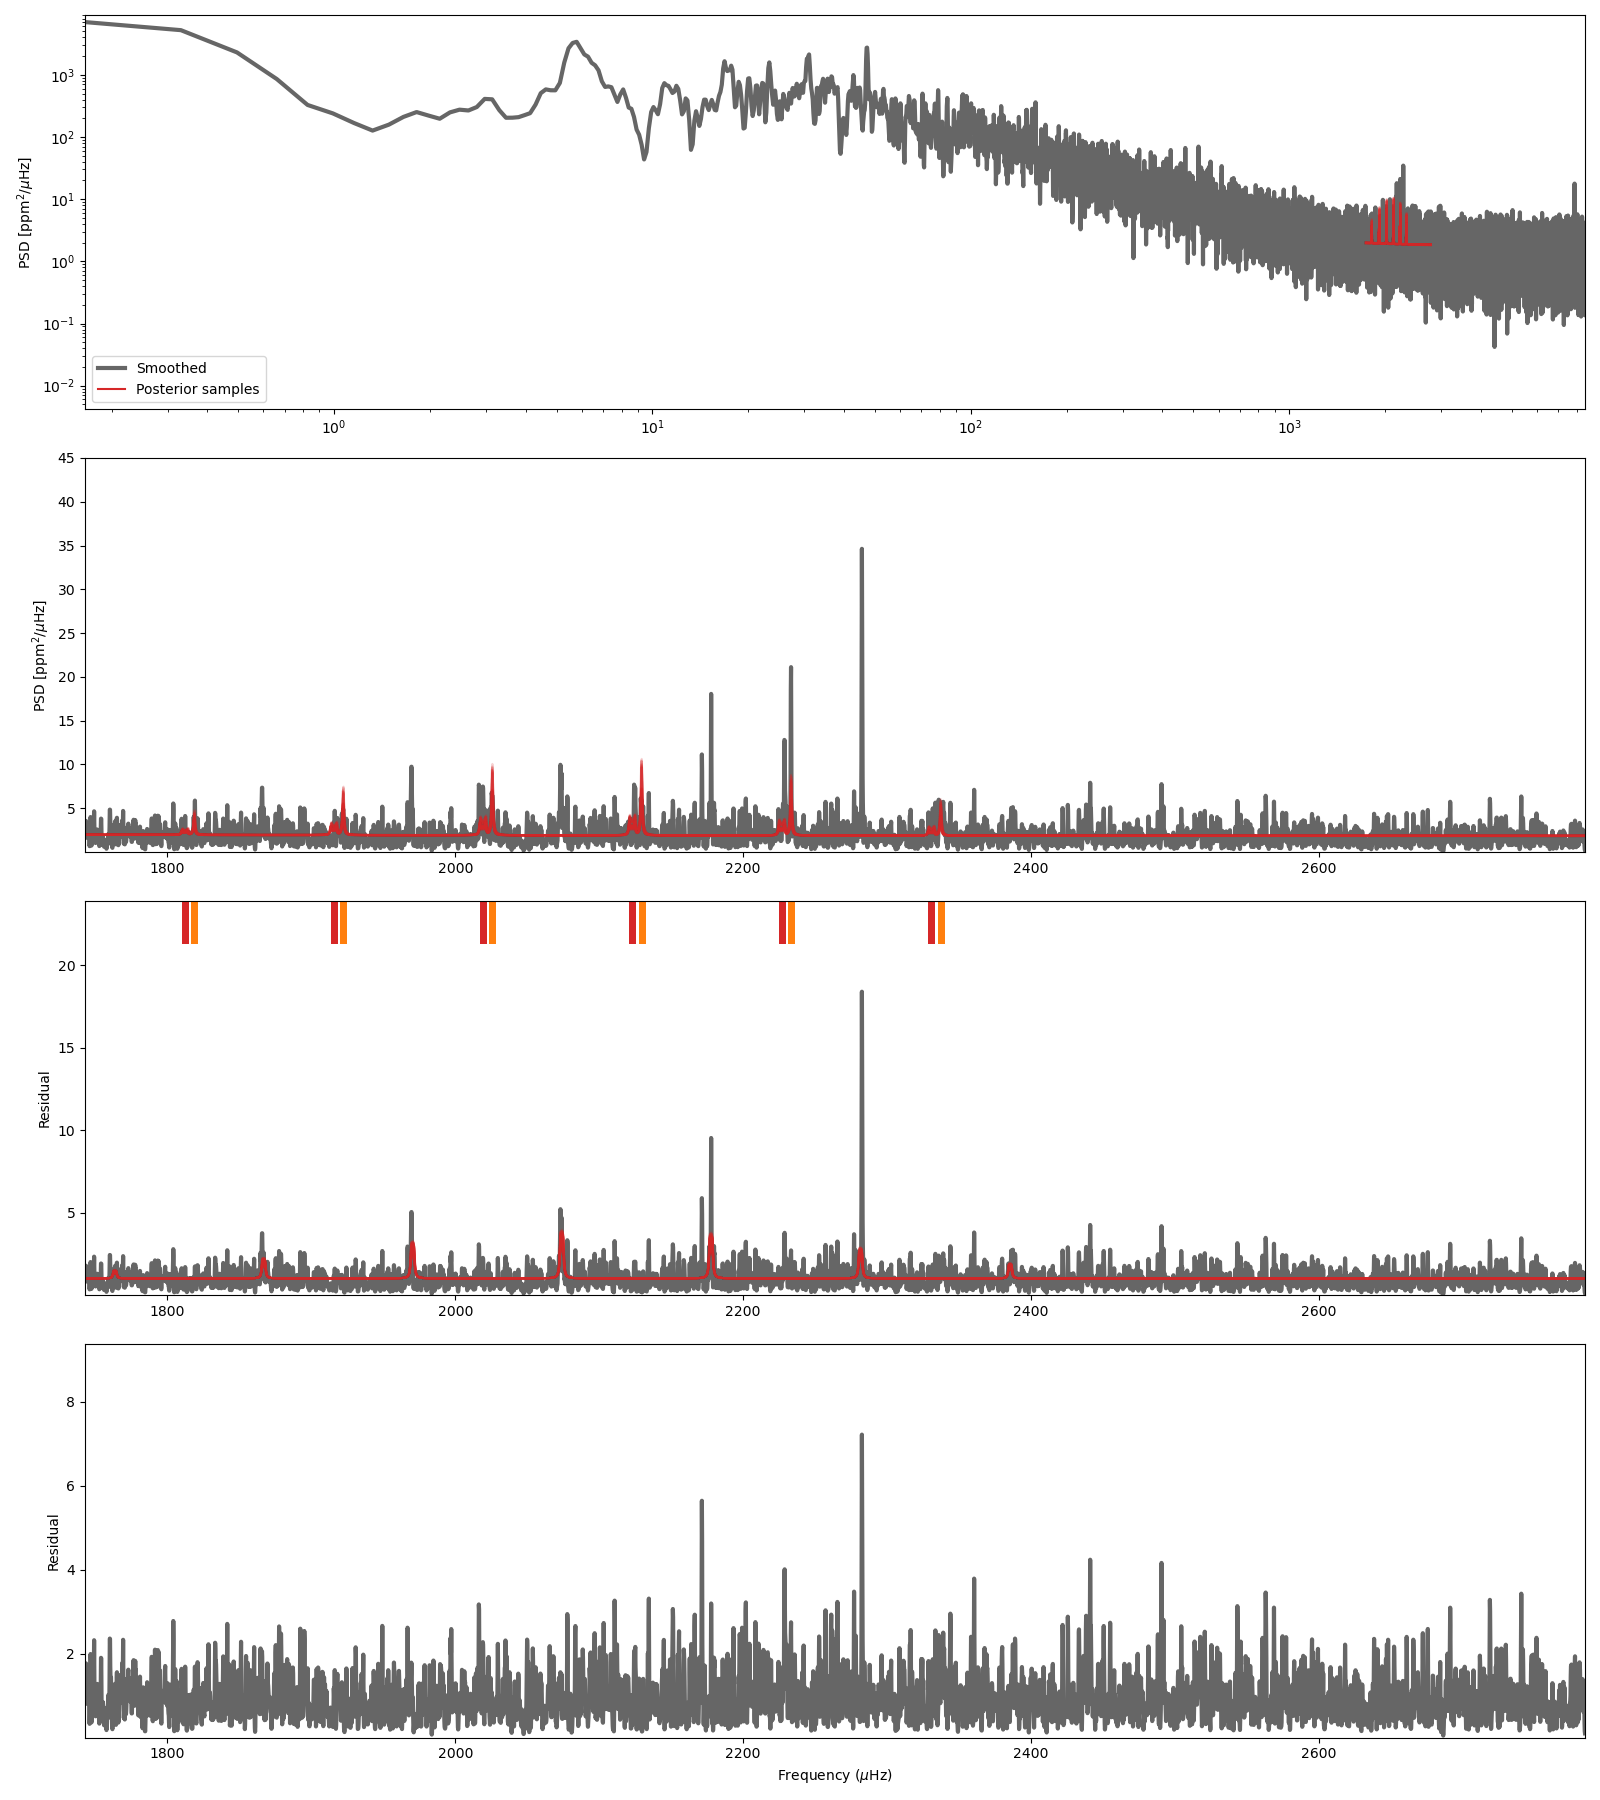 10³
10²
10¹
10⁰
10⁻¹
10⁻²
PSD [ppm²/μHz]
Smoothed
Posterior samples
10⁰ 10¹ 10² 10³
45
40
35
30
25
20
15
10
5
PSD [ppm²/μHz]
1800 2000 2200 2400 2600
20
15
10
5
Residual
1800 2000 2200 2400 2600
8
6
4
2
Residual
1800 2000 2200 2400 2600
Frequency (μHz)